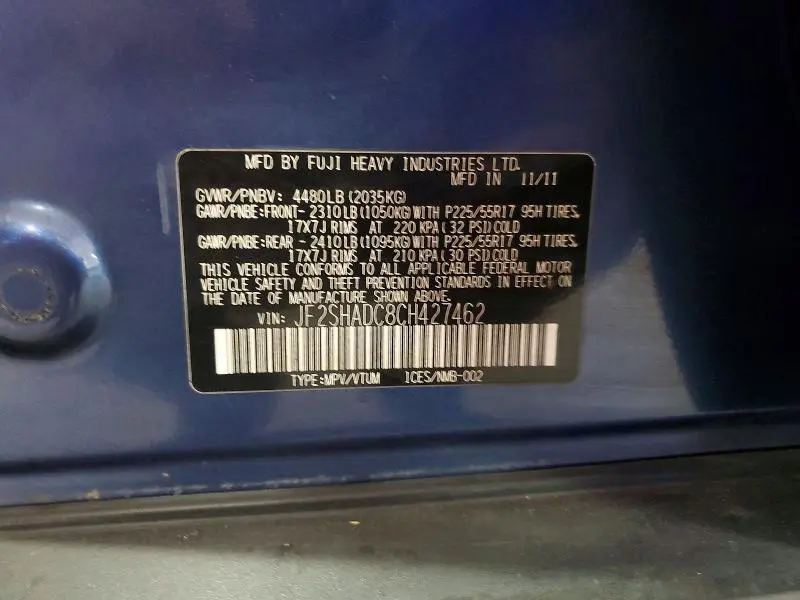 MFD BY FUJI HEAVY INDUSTRIES LTD.
MFD IN 11/11
GVWR/PNBV: 4480LB (2035KG)
GAWR/PNBE:FRONT- 2310LB (1050KG) WITH P225/55R17 95H TIRES,
17X7J RIMS AT 220 KPA (32 PSI) COLD
GAWR/PNBE:REAR - 2410LB (1095KG) WITH P225/55R17 95H TIRES,
17X7J RIMS AT 210 KPA (30 PSI) COLD
THIS VEHICLE CONFORMS TO ALL APPLICABLE FEDERAL MOTOR
VEHICLE SAFETY AND THEFT PREVENTION STANDARDS IN EFFECT ON
THE DATE OF MANUFACTURE SHOWN ABOVE.
VIN: JF2SHADC8CH427462
TYPE:MPV/VTUM ICES/NMB-002